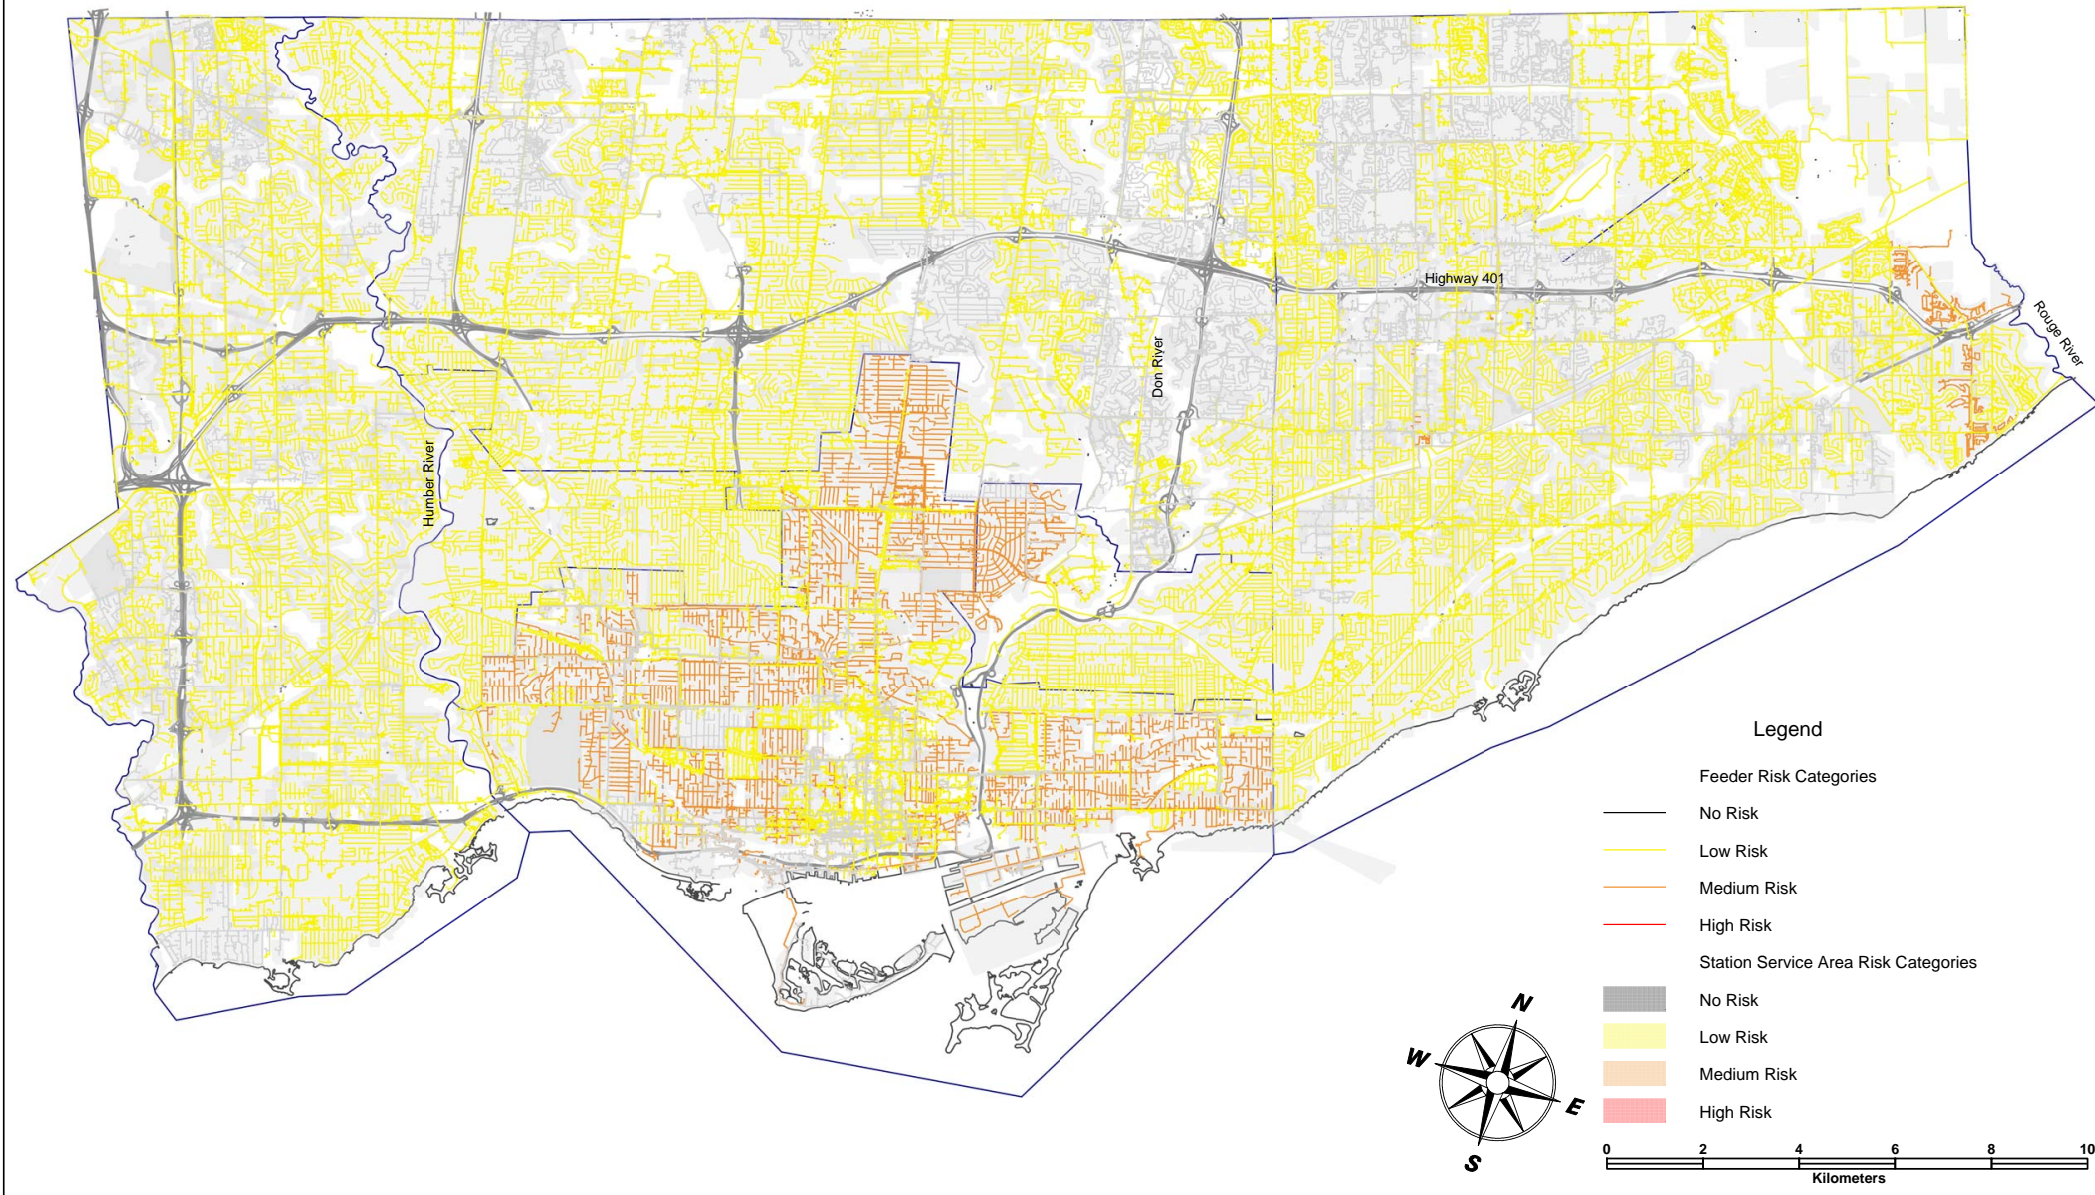 Highway 401
Rouge River
Don River
Humber River
Legend
Feeder Risk Categories
No Risk
Low Risk
Medium Risk
High Risk
Station Service Area Risk Categories
No Risk
Low Risk
Medium Risk
High Risk
N
W
E
S
0 2 4 6 8 10
Kilometers